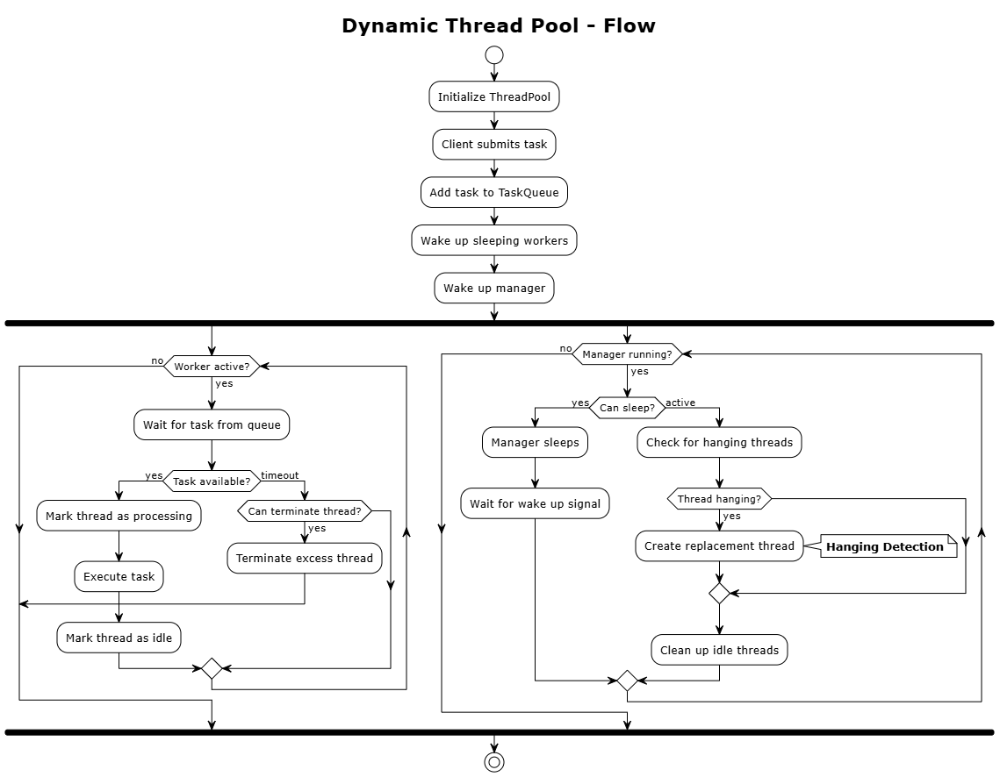 Dynamic Thread Pool - Flow
Initialize ThreadPool
Client submits task
Add task to TaskQueue
Wake up sleeping workers
Wake up manager
no
Worker active?
yes
Wait for task from queue
yes
Task available?
timeout
Mark thread as processing
Can terminate thread?
yes
Terminate excess thread
Execute task
Mark thread as idle
no
Manager running?
yes
yes
Can sleep?
active
Manager sleeps
Check for hanging threads
Wait for wake up signal
Thread hanging?
yes
Create replacement thread
Hanging Detection
Clean up idle threads